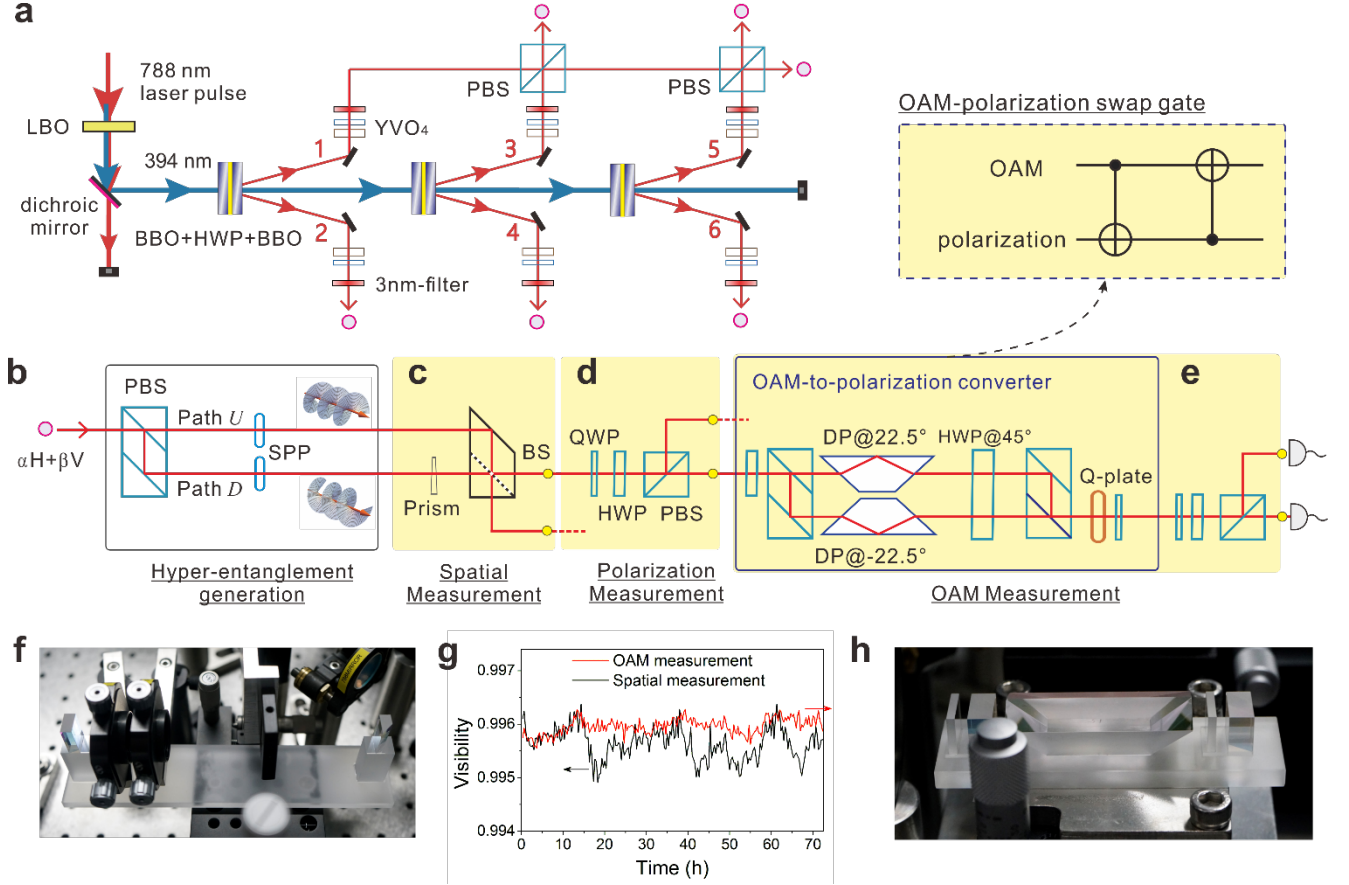 a
788 nm
laser pulse
LBO
394 nm
dichroic
mirror
BBO+HWP+BBO
1
2
YVO4
3nm-filter
PBS
3
4
PBS
5
6
OAM-polarization swap gate
OAM
polarization
b
PBS
αH+βV
Path U
SPP
Path D
Hyper-entanglement
generation
c
BS
Prism
Spatial
Measurement
d
QWP
HWP
PBS
Polarization
Measurement
OAM-to-polarization converter
DP@22.5°
HWP@45°
Q-plate
DP@-22.5°
e
OAM Measurement
f
g
0.997
0.996
0.995
0.994
Visibility
OAM measurement
Spatial measurement
0 10 20 30 40 50 60 70
Time (h)
h